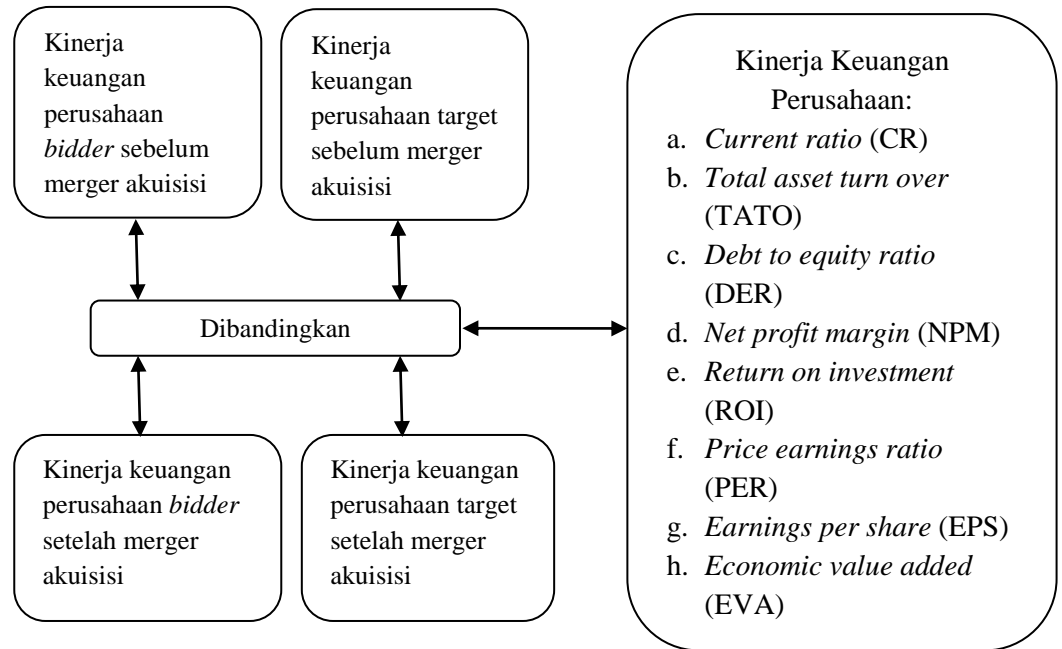 Kinerja
keuangan
perusahaan
bidder sebelum
merger akuisisi
Kinerja
keuangan
perusahaan target
sebelum merger
akuisisi
Dibandingkan
Kinerja keuangan
perusahaan bidder
setelah merger
akuisisi
Kinerja keuangan
perusahaan target
setelah merger
akuisisi
Kinerja Keuangan
Perusahaan:
a. Current ratio (CR)
b. Total asset turn over
(TATO)
c. Debt to equity ratio
(DER)
d. Net profit margin (NPM)
e. Return on investment
(ROI)
f. Price earnings ratio
(PER)
g. Earnings per share (EPS)
h. Economic value added
(EVA)